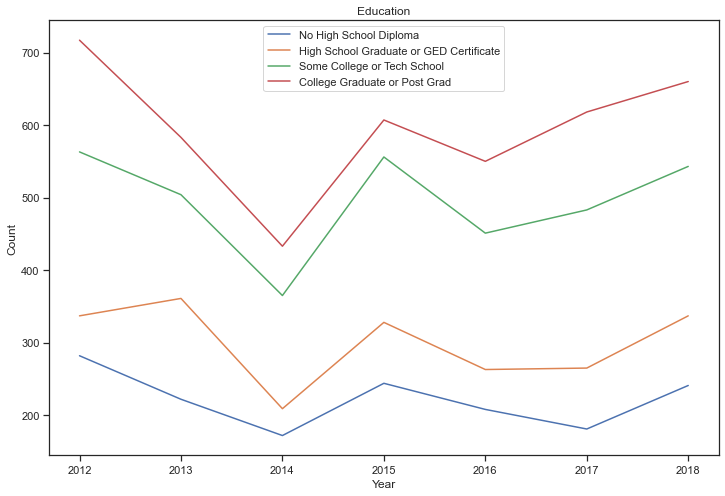 Education
No High School Diploma
High School Graduate or GED Certificate
Some College or Tech School
College Graduate or Post Grad
700
600
500
400
300
200
Count
2012 2013 2014 2015 2016 2017 2018
Year